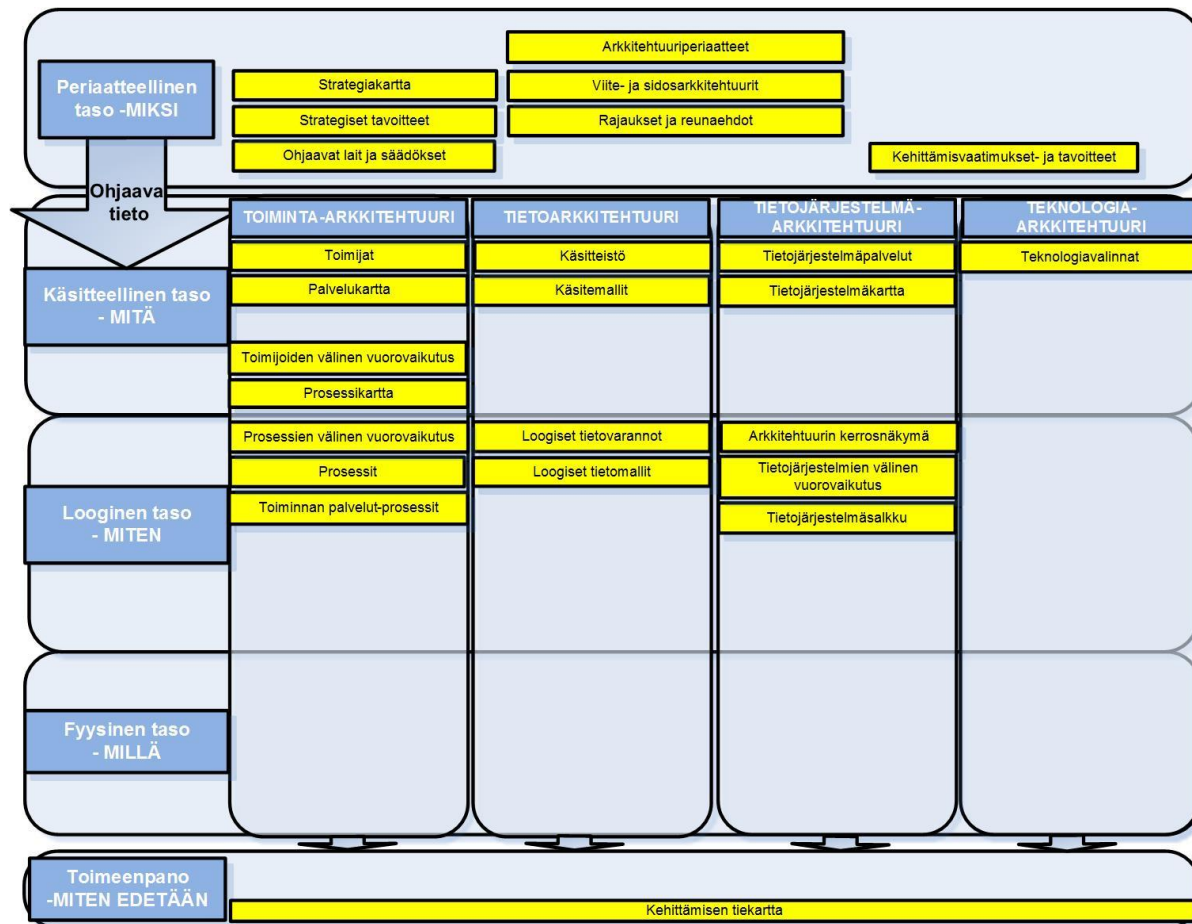 Arkkitehtuuriperiaatteet
Periaatteellinen
taso -MIKSI
Strategiakartta
Viite- ja sidosarkkitehtuurit
Strategiset tavoitteet
Rajaukset ja reunaehdot
Ohjaavat lait ja säädökset
Kehittämisvaatimukset- ja tavoitteet
Ohjaava
tieto
TOIMINTA-ARKKITEHTUURI
TIETOARKKITEHTUURI
TIETOJÄRJESTELMÄ-
ARKKITEHTUURI
TEKNOLOGIA-
ARKKITEHTUURI
Käsitteellinen taso
- MITÄ
Toimijat
Käsitteistö
Tietojärjestelmäpalvelut
Teknologiavalinnat
Palvelukartta
Käsitemallit
Tietojärjestelmäkartta
Toimijoiden välinen vuorovaikutus
Prosessikartta
Looginen taso
- MITEN
Prosessien välinen vuorovaikutus
Loogiset tietovarannot
Arkkitehtuurin kerrosnäkymä
Prosessit
Loogiset tietomallit
Tietojärjestelmien välinen
vuorovaikutus
Toiminnan palvelut-prosessit
Tietojärjestelmäsalkku
Fyysinen taso
- MILLÄ
Toimeenpano
-MITEN EDETÄÄN
Kehittämisen tiekartta